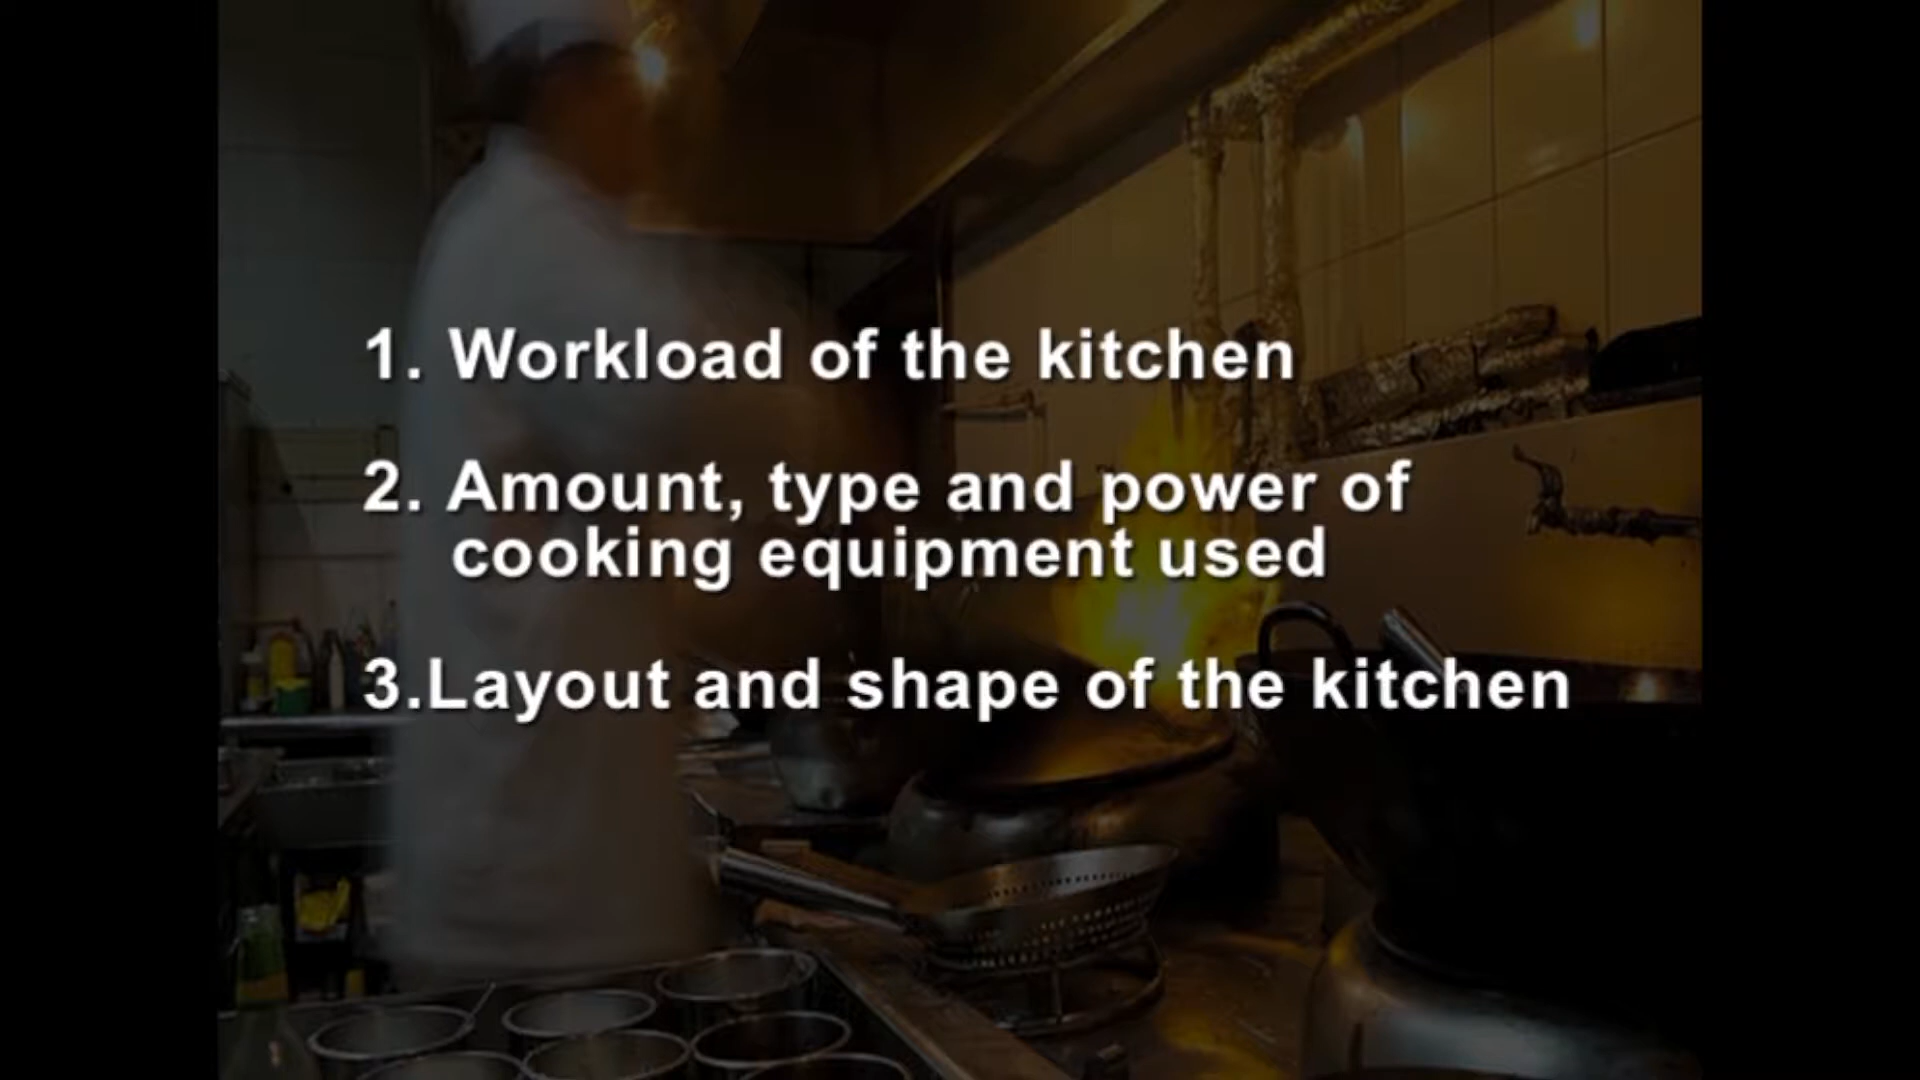 1. Workload of the kitchen
2. Amount, type and power of
cooking equipment used
3.Layout and shape of the kitchen